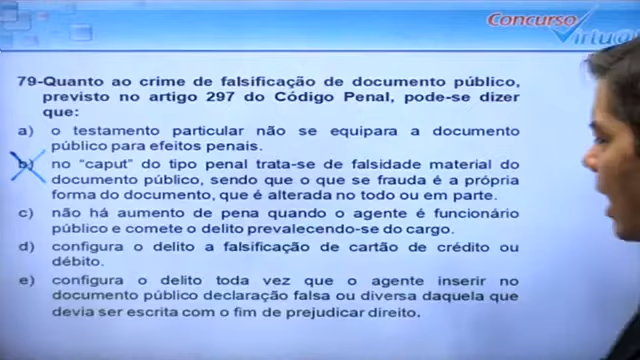 Concurso
Virtual
79-Quanto ao crime de falsificação de documento público,
previsto no artigo 297 do Código Penal, pode-se dizer
que:
a) o testamento particular não se equipara a documento
público para efeitos penais.
b) no "caput" do tipo penal trata-se de falsidade material do
documento público, sendo que o que se frauda é a própria
forma do documento, que é alterada no todo ou em parte.
c) não há aumento de pena quando o agente é funcionário
público e comete o delito prevalecendo-se do cargo.
d) configura o delito a falsificação de cartão de crédito ou
débito.
e) configura o delito toda vez que o agente inserir no
documento público declaração falsa ou diversa daquela que
devia ser escrita com o fim de prejudicar direito.